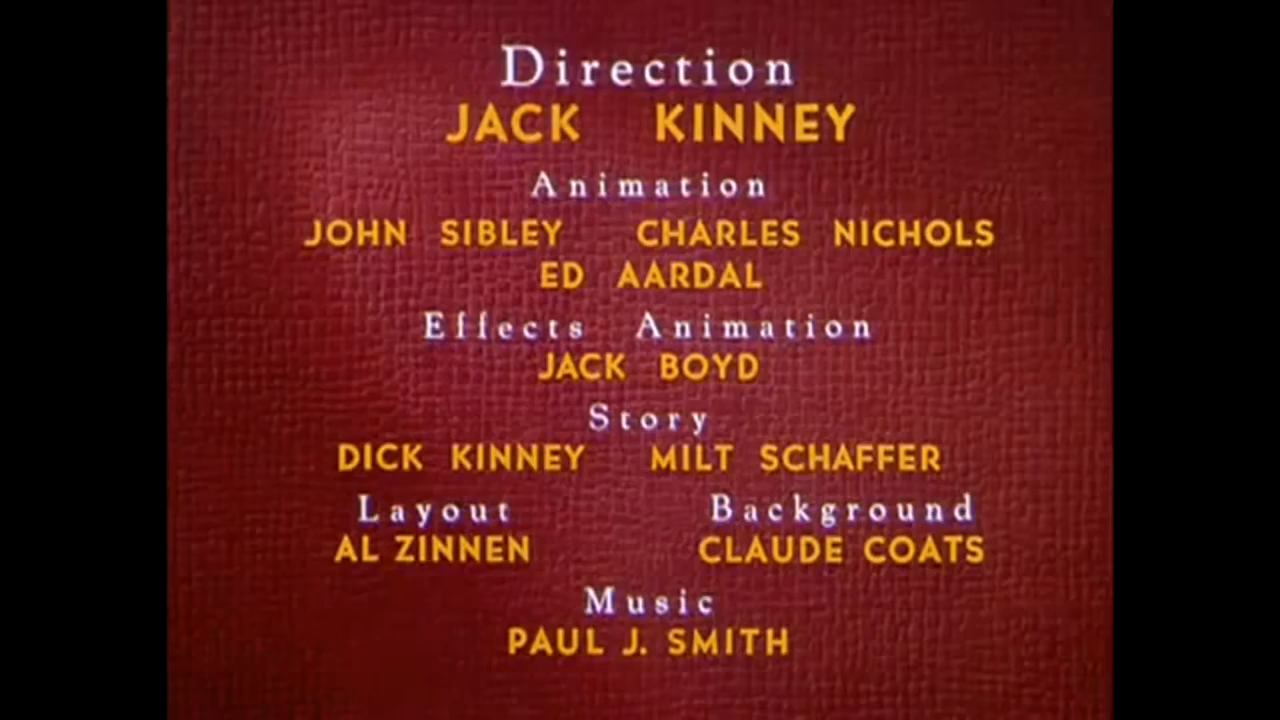 Direction
JACK KINNEY
Animation
JOHN SIBLEY CHARLES NICHOLS
ED AARDAL
Effects Animation
JACK BOYD
Story
DICK KINNEY MILT SCHAFFER
Layout Background
AL ZINNEN CLAUDE COATS
Music
PAUL J. SMITH